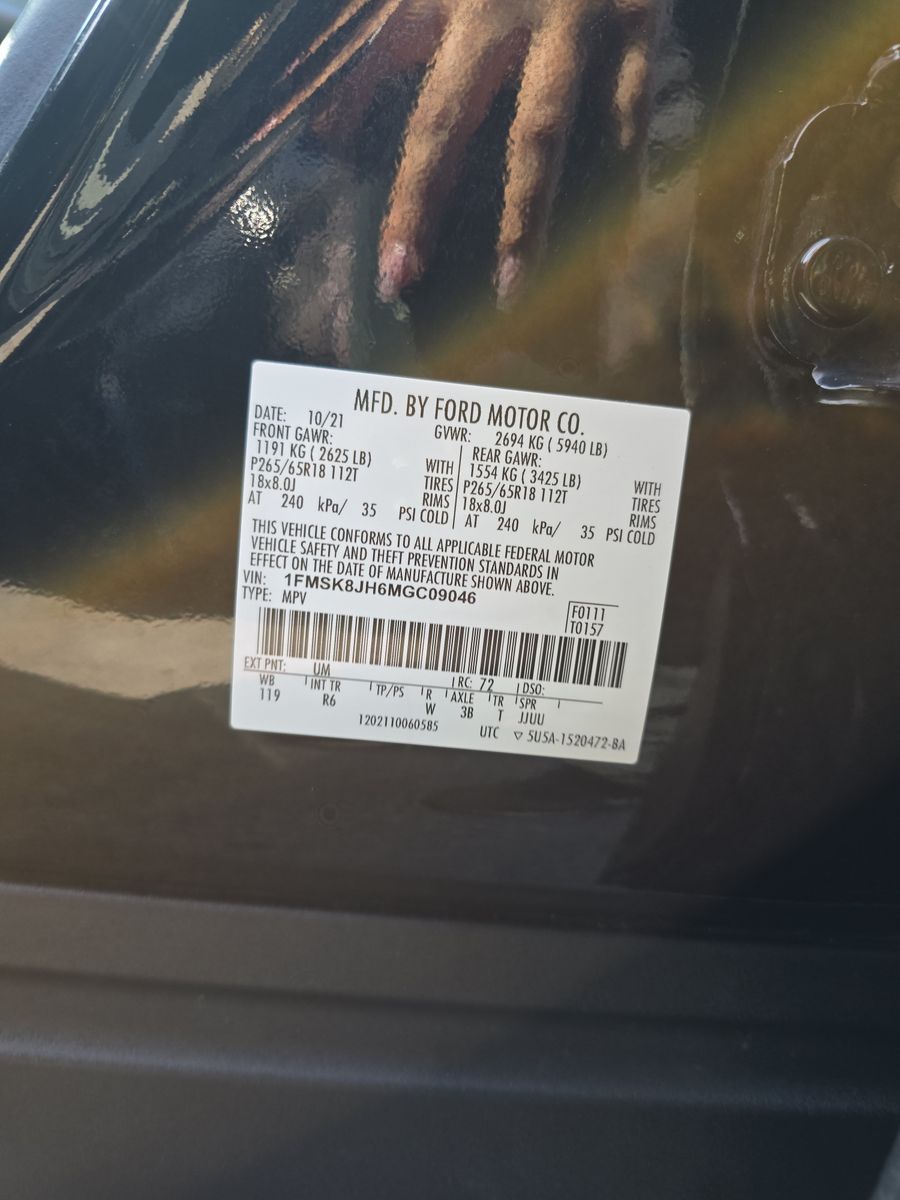 MFD. BY FORD MOTOR CO.
DATE: 10/21 GVWR: 2694 KG ( 5940 LB)
FRONT GAWR: REAR GAWR:
1191 KG ( 2625 LB) WITH 1554 KG ( 3425 LB) WITH
P265/65R18 112T TIRES P265/65R18 112T TIRES
18x8.0J RIMS 18x8.0J RIMS
AT 240 kPa/ 35 PSI COLD AT 240 kPa/ 35 PSI COLD
THIS VEHICLE CONFORMS TO ALL APPLICABLE FEDERAL MOTOR
VEHICLE SAFETY AND THEFT PREVENTION STANDARDS IN
EFFECT ON THE DATE OF MANUFACTURE SHOWN ABOVE.
VIN: 1FMSK8JH6MGC09046
TYPE: MPV
F0111
T0157
EXT PNT: UM RC: 72 DSO:
WB INT TR TP/PS R AXLE TR SPR
119 R6 W 3B T JJUU
1202110060585 UTC ▽ 5U5A-1520472-BA